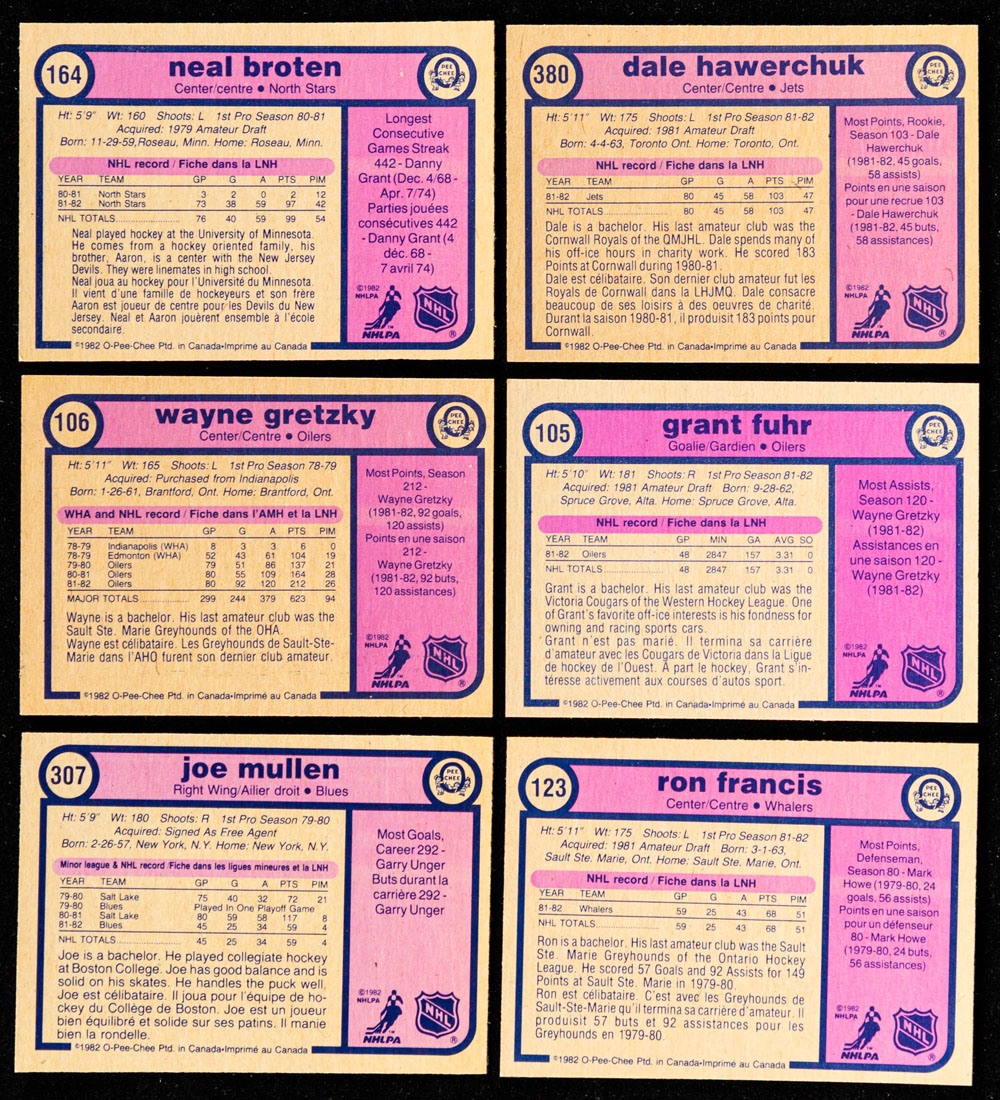 164
neal broten
Center/centre • North Stars
O
PEE
CHEE
Ht: 5'9" Wt: 160 Shoots: L 1st Pro Season 80-81
Acquired: 1979 Amateur Draft
Born: 11-29-59, Roseau, Minn. Home: Roseau, Minn.
NHL record / Fiche dans la LNH
YEAR TEAM GP G A PTS PIM
80-81 North Stars 3 2 0 2 12
81-82 North Stars 73 38 59 97 42
NHL TOTALS 76 40 59 99 54
Neal played hockey at the University of Minnesota.
He comes from a hockey oriented family, his
brother, Aaron, is a center with the New Jersey
Devils. They were linemates in high school.
Neal joua au hockey pour l'Université du Minnesota.
Il vient d'une famille de hockeyeurs et son frère
Aaron est joueur de centre pour les Devils du New
Jersey. Neal et Aaron jouèrent ensemble à l'école
secondaire.
Longest
Consecutive
Games Streak
442 - Danny
Grant (Dec. 4/68 -
Apr. 7/74)
Parties jouées
consécutives 442
- Danny Grant (4
déc. 68 -
7 avril 74)
©1982
NHLPA
NHLPA
NHL
©1982 O-Pee-Chee Ptd. in Canada•Imprimé au Canada
380
dale hawerchuk
Center/Centre • Jets
O
PEE
CHEE
Ht: 5'11" Wt: 175 Shoots: L 1st Pro Season 81-82
Acquired: 1981 Amateur Draft
Born: 4-4-63, Toronto Ont. Home: Toronto, Ont.
NHL record / Fiche dans la LNH
YEAR TEAM GP G A PTS PIM
81-82 Jets 80 45 58 103 47
NHL TOTALS 80 45 58 103 47
Dale is a bachelor. His last amateur club was the
Cornwall Royals of the QMJHL. Dale spends many of
his off-ice hours in charity work. He scored 183
Points at Cornwall during 1980-81.
Dale est célibataire. Son dernier club amateur fut les
Royals de Cornwall dans la LHJMQ. Dale consacre
beaucoup de ses loisirs à des oeuvres de charité.
Durant la saison 1980-81, il produisit 183 points pour
Cornwall.
Most Points, Rookie,
Season 103 - Dale
Hawerchuk
(1981-82, 45 goals,
58 assists)
Points en une saison
pour une recrue 103
- Dale Hawerchuk
(1981-82, 45 buts,
58 assistances)
©1982
NHLPA
NHLPA
NHL
©1982 O-Pee-Chee Ptd. in Canada•Imprimé au Canada
106
wayne gretzky
Center/Centre • Oilers
O
PEE
CHEE
Ht: 5'11" Wt: 165 Shoots: L 1st Pro Season 78-79
Acquired: Purchased from Indianapolis
Born: 1-26-61, Brantford, Ont. Home: Brantford, Ont.
WHA and NHL record / Fiche dans l'AMH et la LNH
YEAR TEAM GP G A PTS PIM
78-79 Indianapolis (WHA) 8 3 3 6 0
78-79 Edmonton (WHA) 52 43 61 104 19
79-80 Oilers 79 51 86 137 21
80-81 Oilers 80 55 109 164 28
81-82 Oilers 80 92 120 212 26
MAJOR TOTALS 299 244 379 623 94
Wayne is a bachelor. His last amateur club was the
Sault Ste. Marie Greyhounds of the OHA.
Wayne est célibataire. Les Greyhounds de Sault-Ste-
Marie dans l'AHO furent son dernier club amateur.
Most Points, Season
212 -
Wayne Gretzky
(1981-82, 92 goals,
120 assists)
Points en une saison
212 -
Wayne Gretzky
(1981-82, 92 buts,
120 assistances)
©1982
NHLPA
NHLPA
NHL
©1982 O-Pee-Chee Ptd. in Canada•Imprimé au Canada
105
grant fuhr
Goalie/Gardien • Oilers
O
PEE
CHEE
Ht: 5'10" Wt: 181 Shoots: R 1st Pro Season 81-82
Acquired: 1981 Amateur Draft Born: 9-28-62,
Spruce Grove, Alta. Home: Spruce Grove, Alta.
NHL record / Fiche dans la LNH
YEAR TEAM GP MIN GA AVG SO
81-82 Oilers 48 2847 157 3.31 0
NHL TOTALS 48 2847 157 3.31 0
Grant is a bachelor. His last amateur club was the
Victoria Cougars of the Western Hockey League. One
of Grant's favorite off-ice interests is his fondness for
owning and racing sports cars.
Grant n'est pas marié. Il termina sa carrière
d'amateur avec les Cougars de Victoria dans la Ligue
de hockey de l'Ouest. À part le hockey, Grant s'in-
téresse activement aux courses d'autos sport.
Most Assists,
Season 120 -
Wayne Gretzky
(1981-82)
Assistances en
une saison 120 -
Wayne Gretzky
(1981-82)
©1982
NHLPA
NHLPA
NHL
©1982 O-Pee-Chee Ptd. in Canada•Imprimé au Canada
307
joe mullen
Right Wing/Ailier droit • Blues
O
PEE
CHEE
Ht: 5'9" Wt: 180 Shoots: R 1st Pro Season 79-80
Acquired: Signed As Free Agent
Born: 2-26-57, New York, N.Y. Home: New York, N.Y.
Minor league & NHL record /Fiche dans les ligues mineures et la LNH
YEAR TEAM GP G A PTS PIM
79-80 Salt Lake 75 40 32 72 21
79-80 Blues Played In One Playoff Game
80-81 Salt Lake 80 59 58 117 8
81-82 Blues 45 25 34 59 4
NHL TOTALS 45 25 34 59 4
Joe is a bachelor. He played collegiate hockey
at Boston College. Joe has good balance and is
solid on his skates. He handles the puck well.
Joe est célibataire. Il joua pour l'équipe de ho-
ckey du Collège de Boston. Joe est un joueur
bien équilibré et solide sur ses patins. Il manie
bien la rondelle.
Most Goals,
Career 292 -
Garry Unger
Buts durant la
carrière 292 -
Garry Unger
©1982
NHLPA
NHLPA
NHL
©1982 O-Pee-Chee Ptd. in Canada•Imprimé au Canada
123
ron francis
Center/Centre • Whalers
O
PEE
CHEE
Ht: 5'11" Wt: 175 Shoots: L 1st Pro Season 81-82
Acquired: 1981 Amateur Draft Born: 3-1-63,
Sault Ste. Marie, Ont. Home: Sault Ste. Marie, Ont.
NHL record / Fiche dans la LNH
YEAR TEAM GP G A PTS PIM
81-82 Whalers 59 25 43 68 51
NHL TOTALS 59 25 43 68 51
Ron is a bachelor. His last amateur club was the Sault
Ste. Marie Greyhounds of the Ontario Hockey
League. He scored 57 Goals and 92 Assists for 149
Points at Sault Ste. Marie in 1979-80.
Ron est célibataire. C'est avec les Greyhounds de
Sault-Ste-Marie qu'il termina sa carrière d'amateur. Il
produisit 57 buts et 92 assistances pour les
Greyhounds en 1979-80.
Most Points,
Defenseman,
Season 80 - Mark
Howe (1979-80, 24
goals, 56 assists)
Points en une saison
pour un défenseur
80 - Mark Howe
(1979-80, 24 buts,
56 assistances)
©1982
NHLPA
NHLPA
NHL
©1982 O-Pee-Chee Ptd. in Canada•Imprimé au Canada